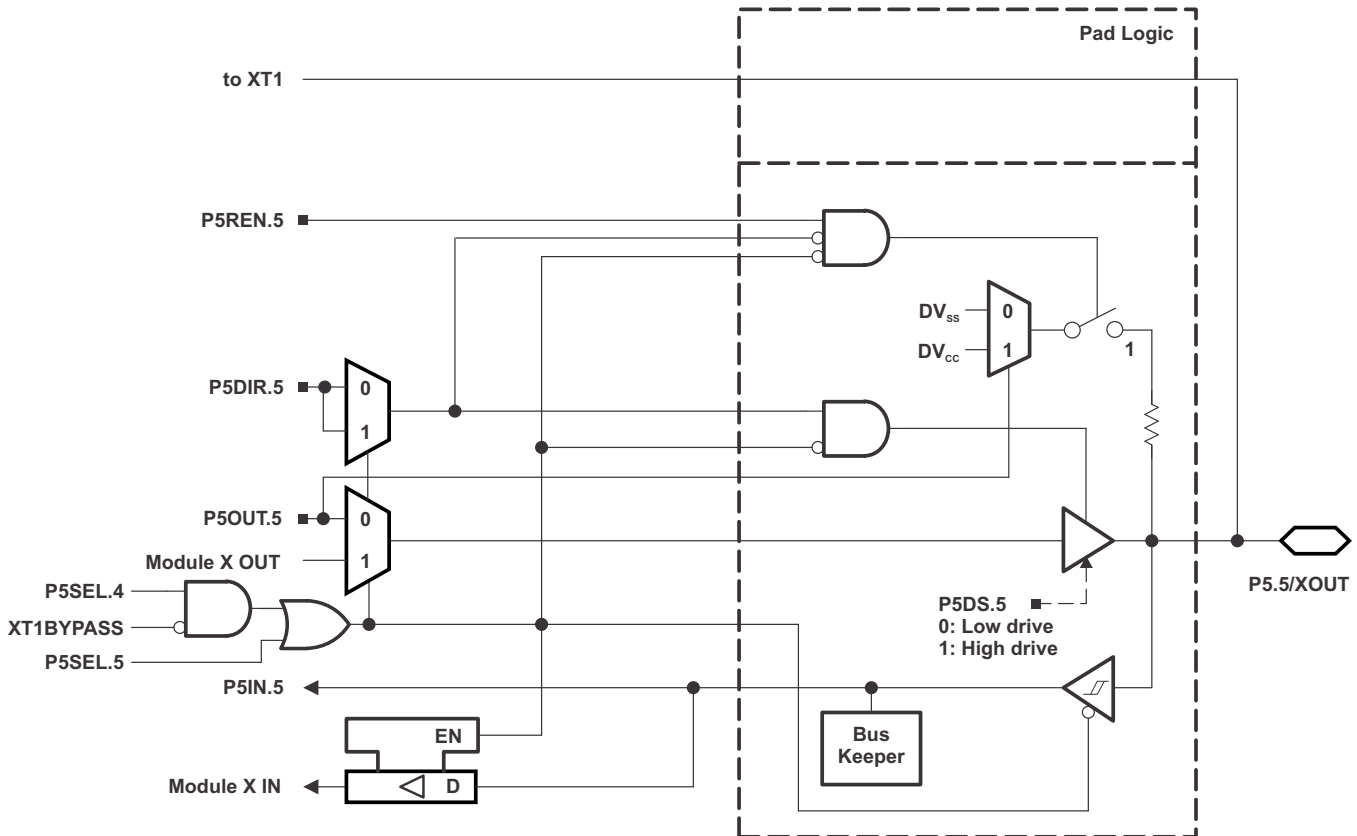 Pad Logic
to XT1
P5REN.5
DVss
0
DVcc
1
1
P5DIR.5
0
1
P5OUT.5
0
Module X OUT
1
P5.5/XOUT
P5SEL.4
XT1BYPASS
P5SEL.5
P5DS.5
0: Low drive
1: High drive
P5IN.5
EN
Bus
Keeper
Module X IN
D